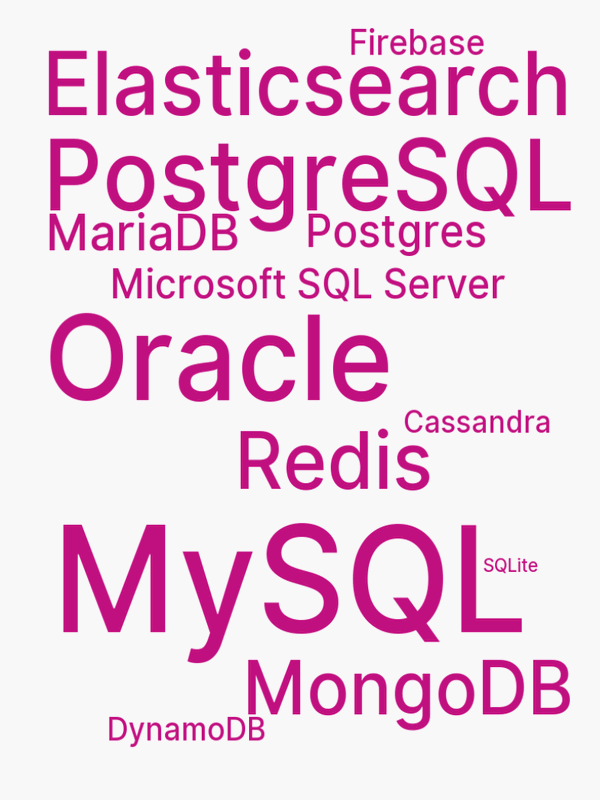 Firebase
Elasticsearch
PostgreSQL
MariaDB
Postgres
Microsoft SQL Server
Oracle
Cassandra
Redis
MySQL
SQLite
MongoDB
DynamoDB